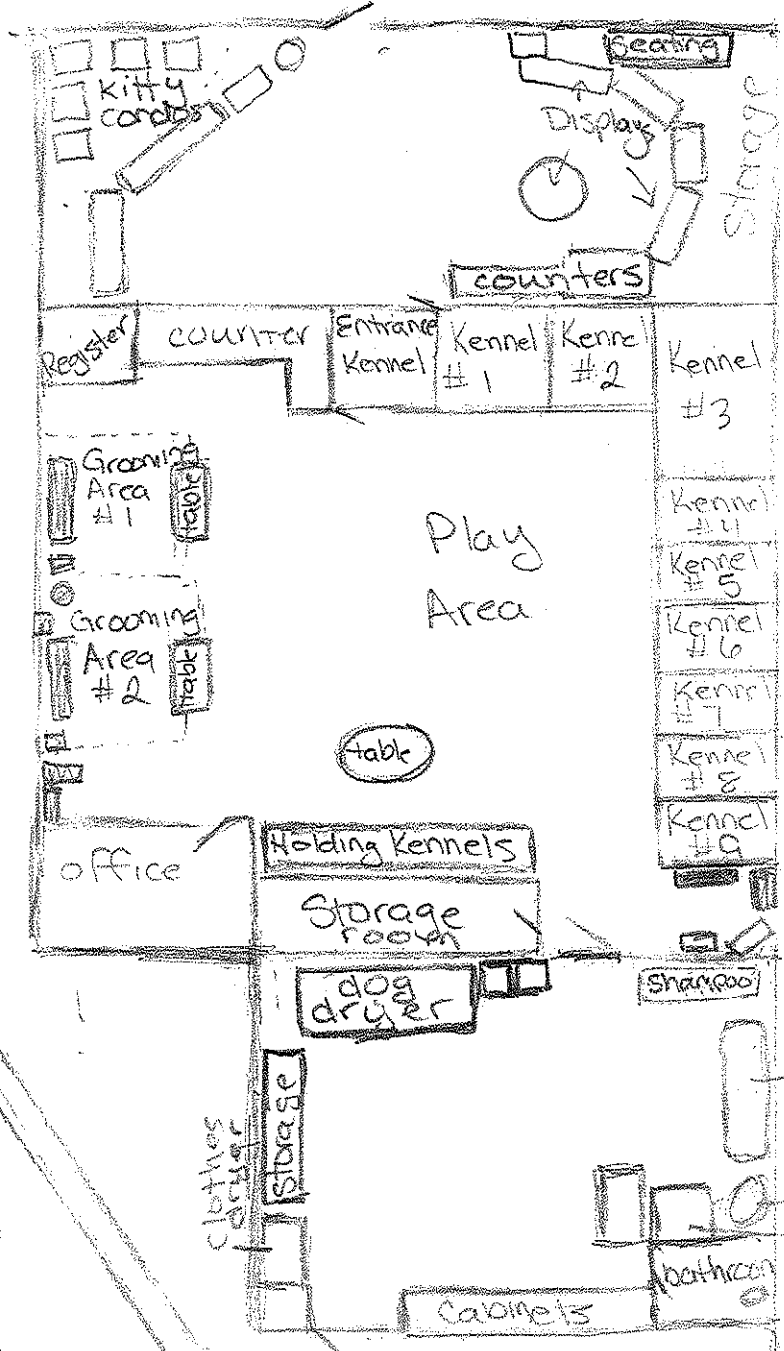 Seating
Kitty
condos
Displays
Storage
counters
Register
counter
Entrance
Kennel
Kennel
# 1
Kennel
#2
Kennel
#3
Grooming
Area
#1
table
Kennel
#4
Play
Area
Kennel
#5
Grooming
Area
#2
table
Kennel
#6
Kennel
#7
table
Kennel
#8
Kennel
#9
office
Holding Kennels
Storage
room
dog
dryer
shampoo
storage
clothes
dryer
bathroom
Cabinets